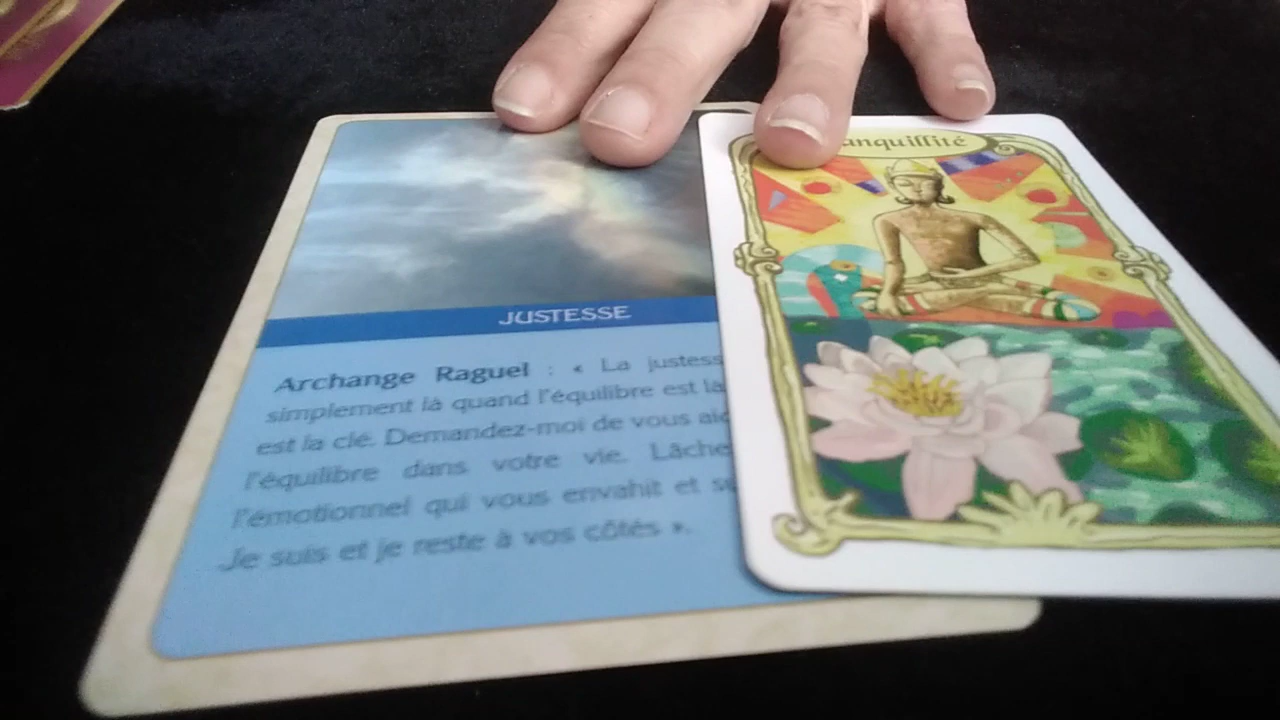 JUSTESSE
Archange Raguel : « La justess
simplement là quand l'équilibre est la
est la clé. Demandez-moi de vous aid
l'équilibre dans votre vie. Lâche
l'émotionnel qui vous envahit et s
Je suis et je reste à vos côtés ».
anquillité